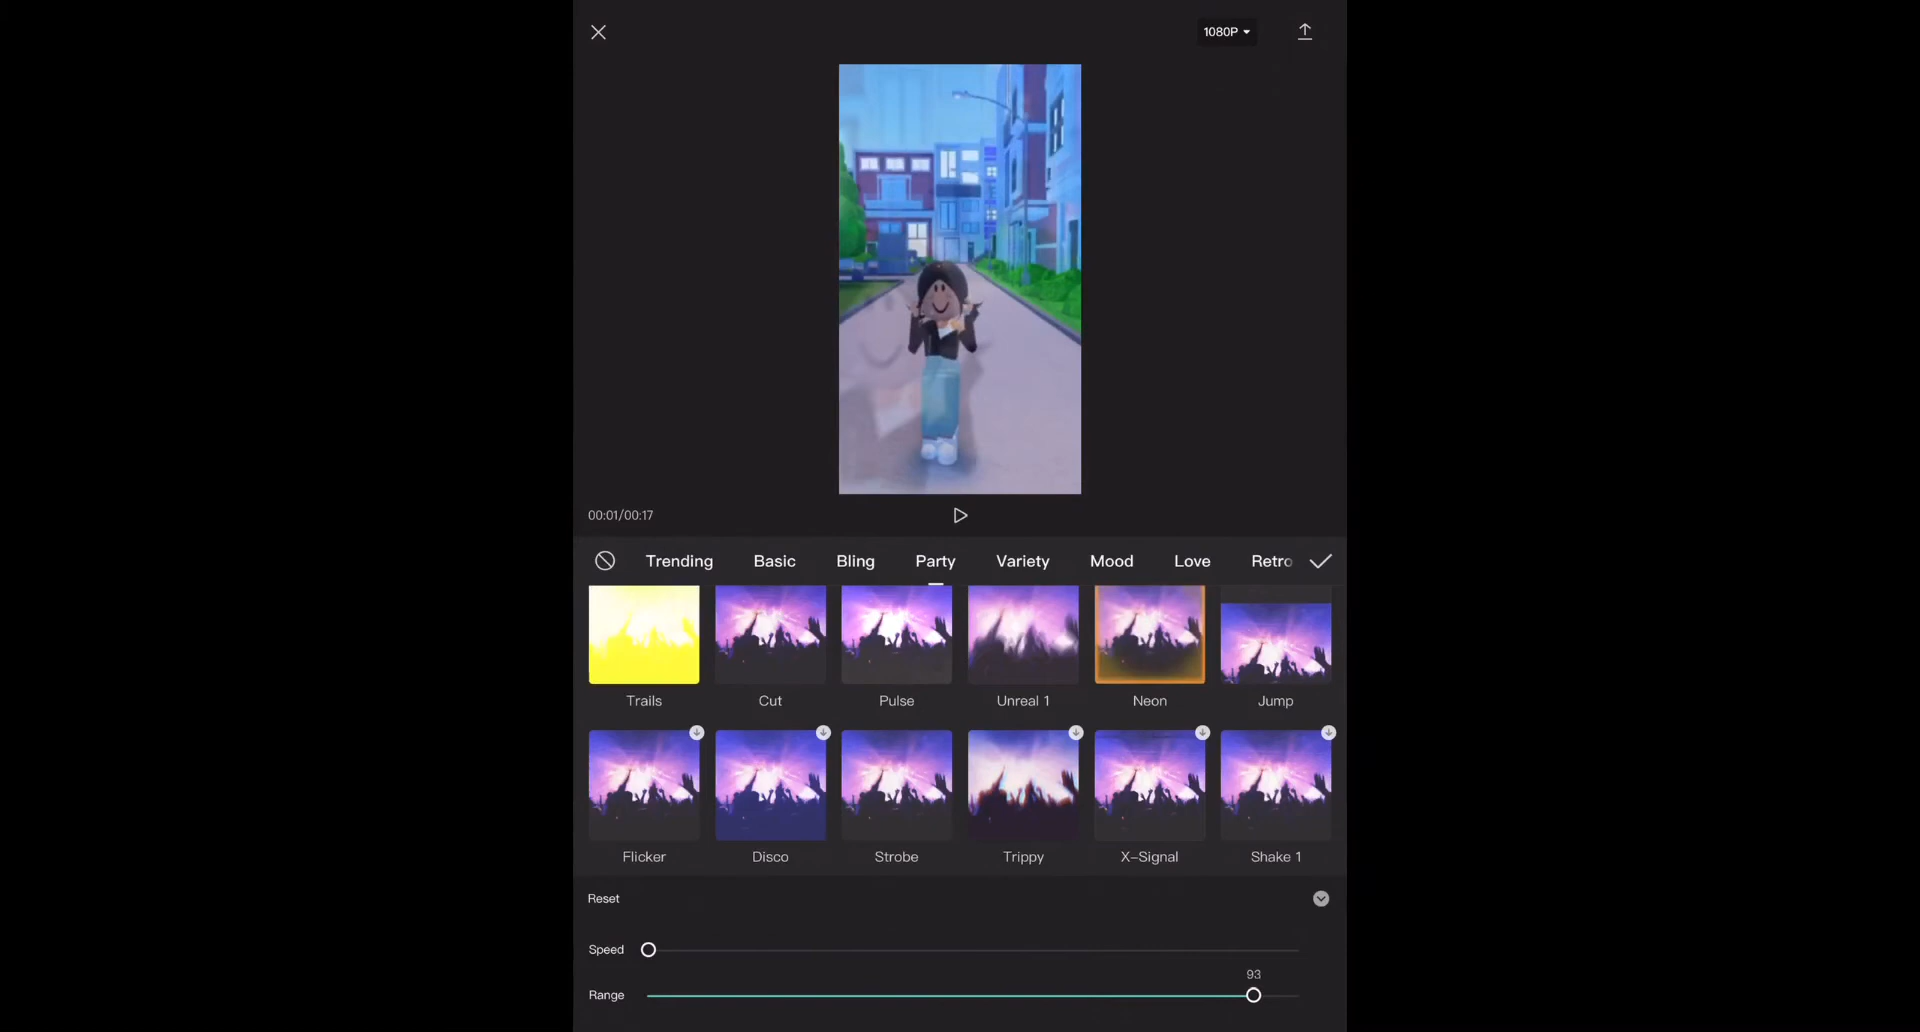 1080P
00:01/00:17
Trending Basic Bling Party Variety Mood Love Retro
Trails Cut Pulse Unreal 1 Neon Jump
Flicker Disco Strobe Trippy X-Signal Shake 1
Reset
Speed
93
Range